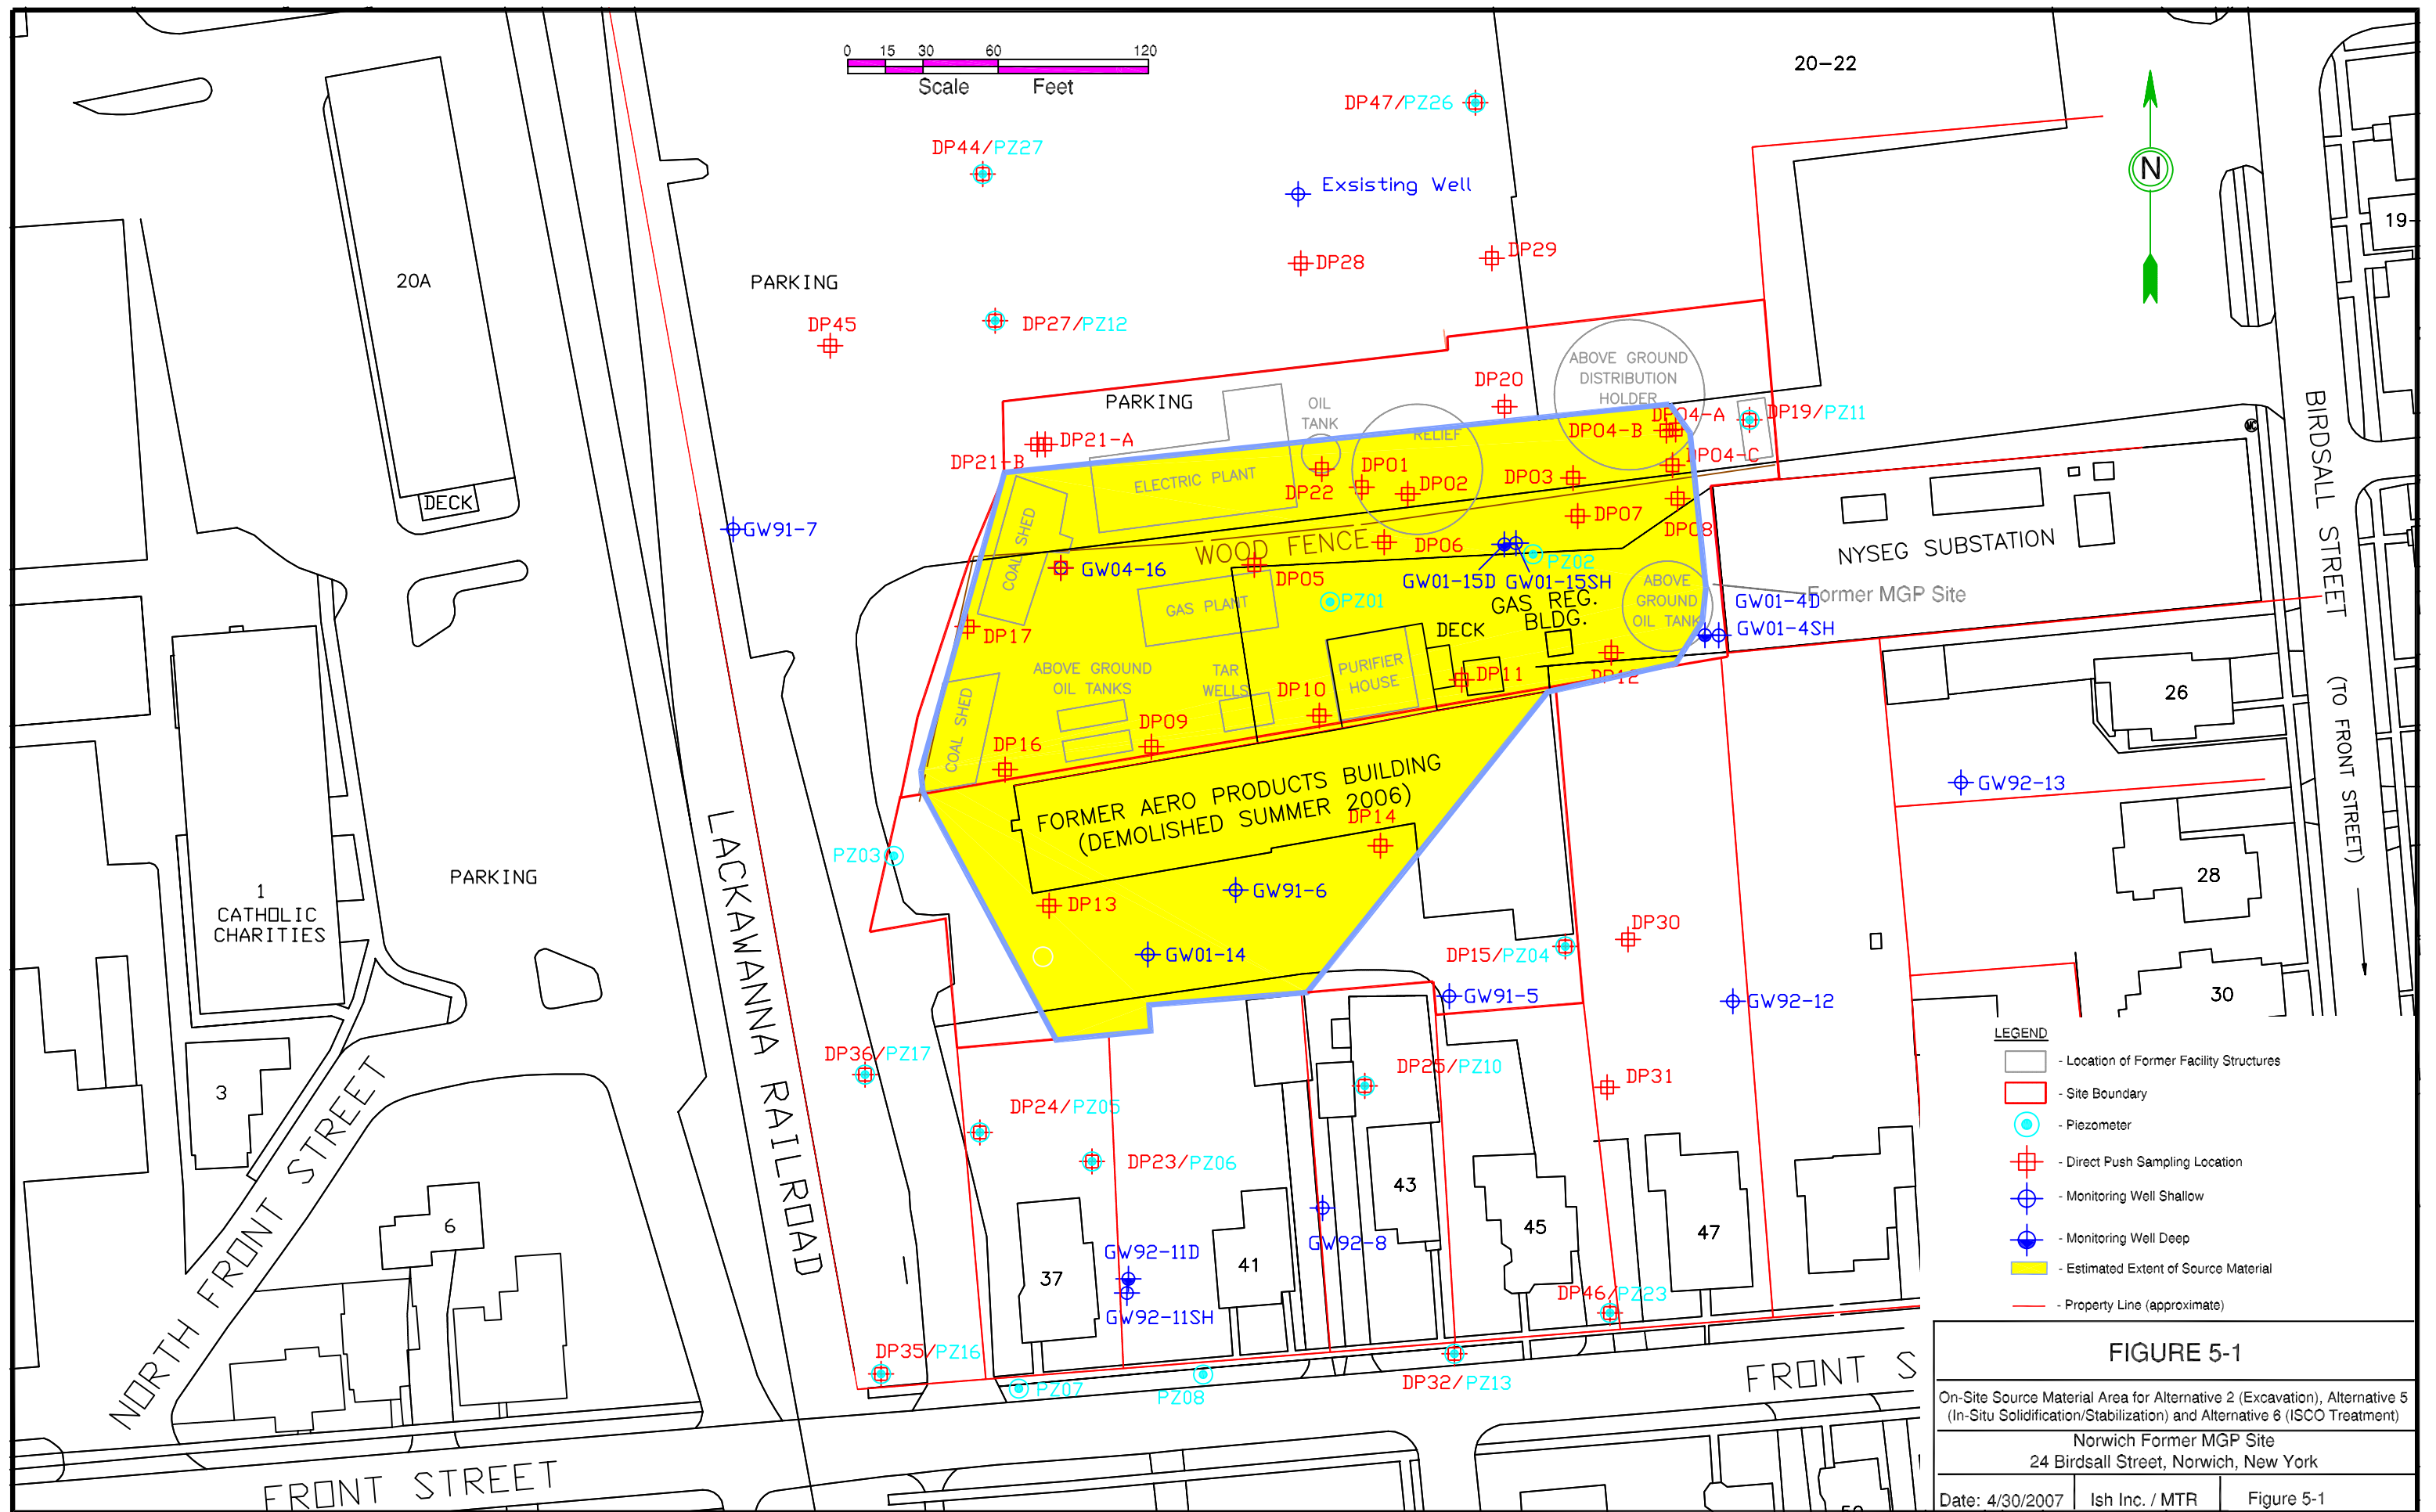 0 15 30 60 120
Scale Feet
20-22
DP47/PZ26
DP44/PZ27
N
Exsisting Well
19-
20A
PARKING
DP28
DP29
DP45
DP27/PZ12
ABOVE GROUND
DISTRIBUTION
HOLDER
DP20
PARKING
OIL
TANK
DP04-A
DP19/PZ11
DP04-B
RELIEF
DP21-A
DP21-B
DP04-C
DP01
ELECTRIC PLANT
DP03
DP22
DP02
DECK
MC
BIRDSALL STREET
(TO FRONT STREET)
GW91-7
COAL SHED
DP07
DP08
WOOD FENCE
DP06
NYSEG SUBSTATION
PZ02
GW04-16
DP05
GW01-15D
GW01-15SH
ABOVE
GROUND
OIL TANK
Former MGP Site
GAS PLANT
PZ01
GAS REG.
BLDG.
GW01-4D
GW01-4SH
DP17
DECK
ABOVE GROUND
OIL TANKS
TAR
WELLS
PURIFIER
HOUSE
DP11
DP12
DP10
26
COAL SHED
DP09
DP16
GW92-13
FORMER AERO PRODUCTS BUILDING
(DEMOLISHED SUMMER 2006)
DP14
PZ03
LACKAWANNA RAILROAD
PARKING
28
1
CATHOLIC
CHARITIES
GW91-6
DP13
DP30
GW01-14
DP15/PZ04
GW91-5
GW92-12
30
LEGEND
- Location of Former Facility Structures
- Site Boundary
- Piezometer
- Direct Push Sampling Location
- Monitoring Well Shallow
- Monitoring Well Deep
- Estimated Extent of Source Material
- Property Line (approximate)
DP36/PZ17
DP25/PZ10
DP31
3
DP24/PZ05
DP23/PZ06
NORTH FRONT STREET
43
6
45
47
GW92-8
GW92-11D
37
41
GW92-11SH
DP46/PZ23
DP35/PZ16
PZ07
PZ08
DP32/PZ13
FRONT S
FRONT STREET
50
FIGURE 5-1
On-Site Source Material Area for Alternative 2 (Excavation), Alternative 5
(In-Situ Solidification/Stabilization) and Alternative 6 (ISCO Treatment)
Norwich Former MGP Site
24 Birdsall Street, Norwich, New York
Date: 4/30/2007
Ish Inc. / MTR
Figure 5-1